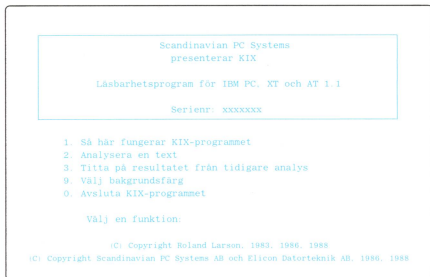 Scandinavian PC Systems
presenterar KIX
Läsbarhetsprogram för IBM PC, XT och AT 1.1
Serienr: xxxxxxx
1. Så här fungerar KIX-programmet
2. Analysera en text
3. Titta på resultatet från tidigare analys
9. Välj bakgrundsfärg
0. Avsluta KIX-programmet
Välj en funktion:
(C) Copyright Roland Larson, 1983, 1986, 1988
(C) Copyright Scandinavian PC Systems AB och Elicon Datorteknik AB, 1986, 1988